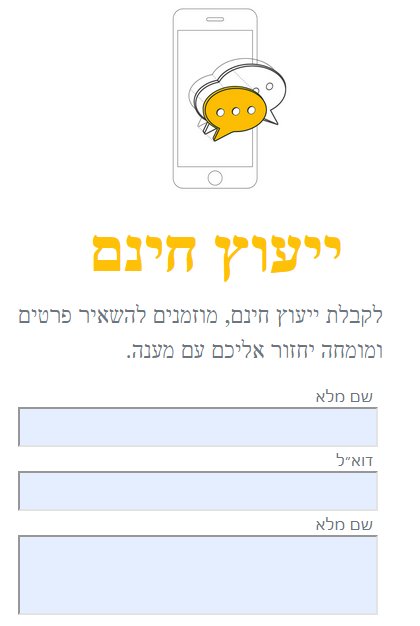 ייעוץ חינם
לקבלת ייעוץ חינם, מוזמנים להשאיר פרטים
ומומחה יחזור אליכם עם מענה.
שם מלא
דוא״ל
שם מלא